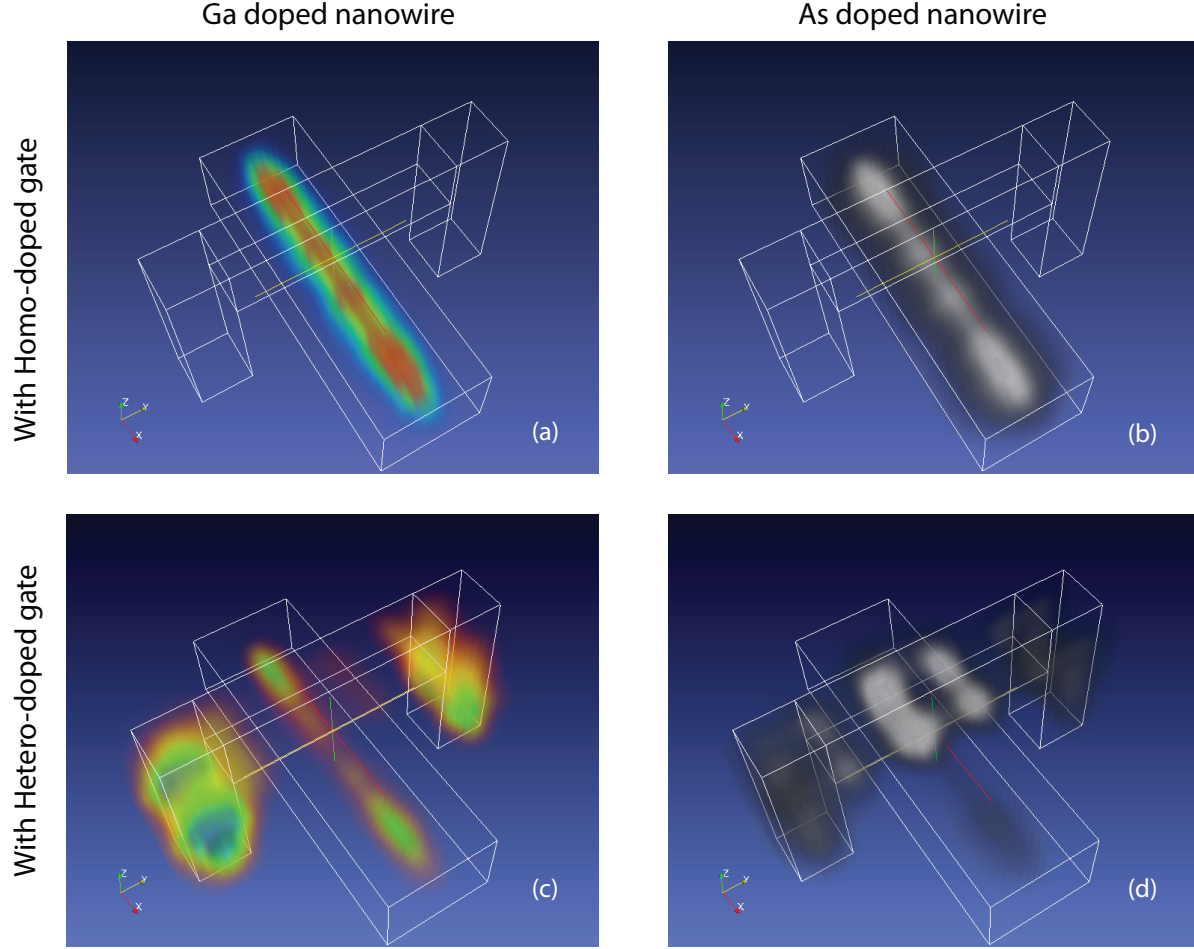 Ga doped nanowire
As doped nanowire
With Homo-doped gate
Z
Y
X
(a)
Z
Y
X
(b)
With Hetero-doped gate
Z
Y
X
(c)
Z
Y
X
(d)